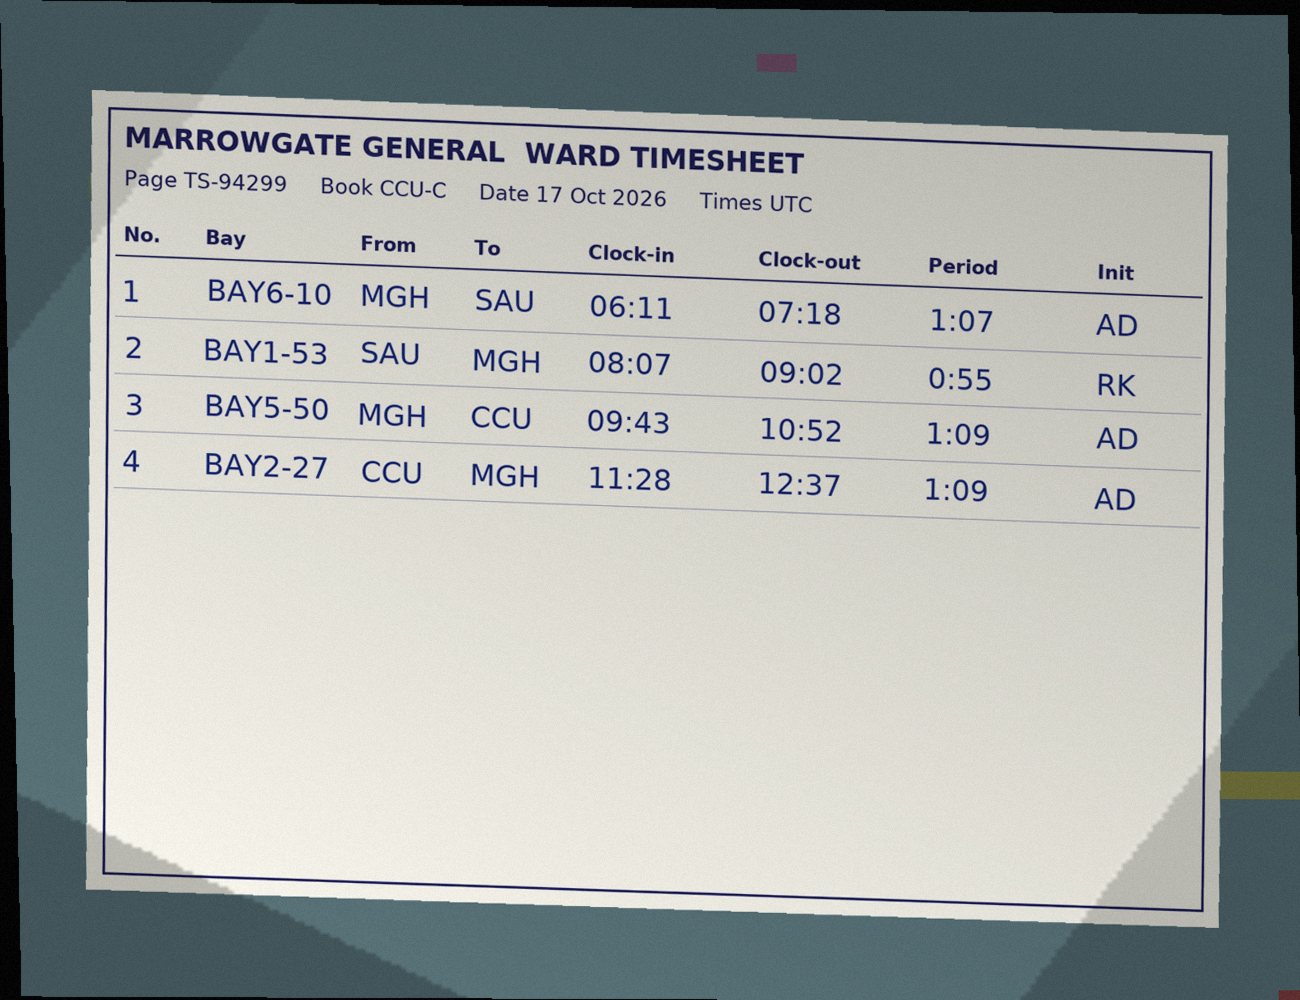 MARROWGATE GENERAL WARD TIMESHEET
Page TS-94299 Book CCU-C Date 17 Oct 2026 Times UTC
No. Bay From To Clock-in Clock-out Period Init
1 BAY6-10 MGH SAU 06:11 07:18 1:07 AD
2 BAY1-53 SAU MGH 08:07 09:02 0:55 RK
3 BAY5-50 MGH CCU 09:43 10:52 1:09 AD
4 BAY2-27 CCU MGH 11:28 12:37 1:09 AD